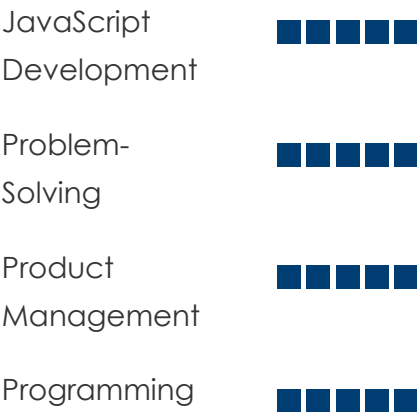 JavaScript
Development
Problem-
Solving
Product
Management
Programming